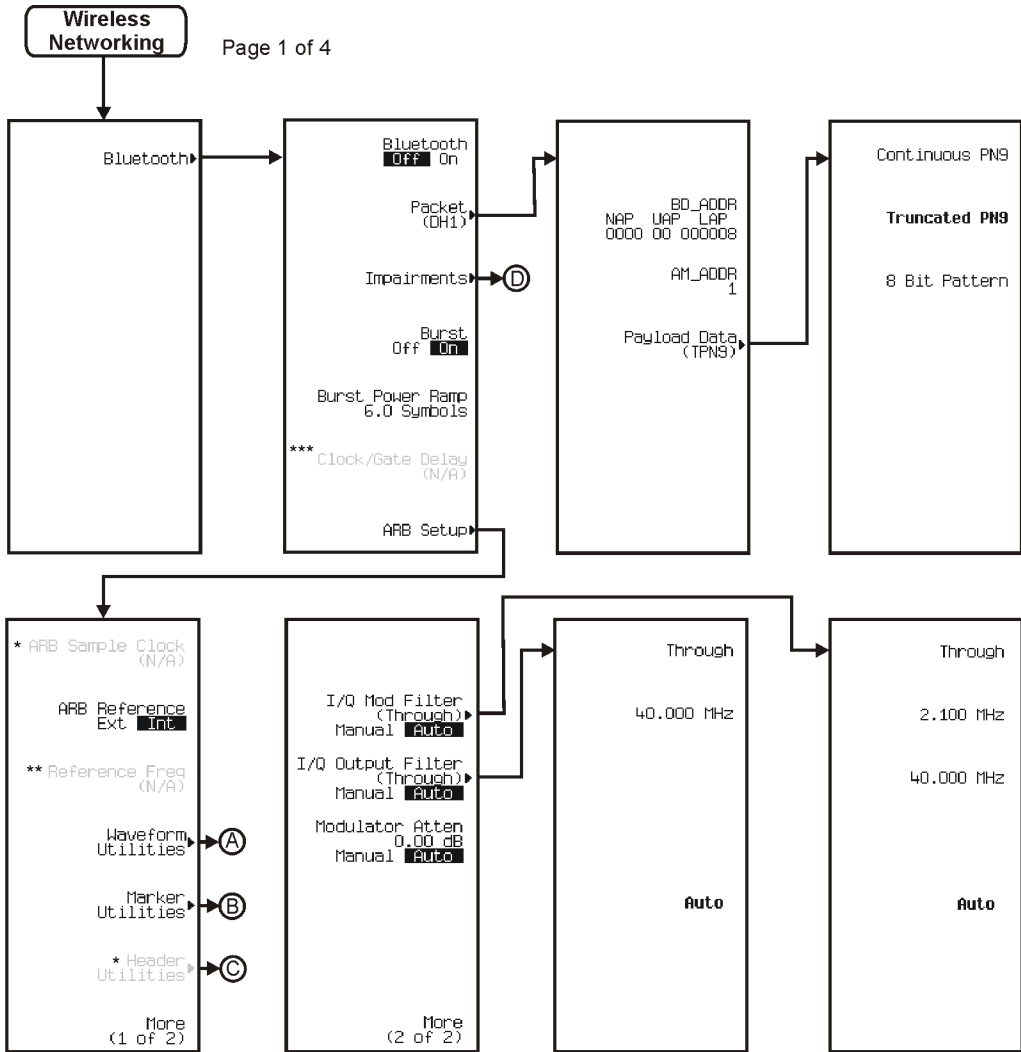 Wireless
Networking
Page 1 of 4
Bluetooth
Bluetooth
Off On
Packet
(DH1)
Impairments
D
Burst
Off On
Burst Power Ramp
6.0 Symbols
*** Clock/Gate Delay
(N/A)
ARB Setup
BD_ADDR
NAP UAP LAP
0000 00 000008
AM_ADDR
1
Payload Data
(TPN9)
Continuous PN9
Truncated PN9
8 Bit Pattern
* ARB Sample Clock
(N/A)
ARB Reference
Ext Int
** Reference Freq
(N/A)
Waveform
Utilities
A
Marker
Utilities
B
* Header
Utilities
C
More
(1 of 2)
I/Q Mod Filter
(Through)
Manual Auto
I/Q Output Filter
(Through)
Manual Auto
Modulator Atten
0.00 dB
Manual Auto
More
(2 of 2)
Through
40.000 MHz
Auto
Through
2.100 MHz
40.000 MHz
Auto